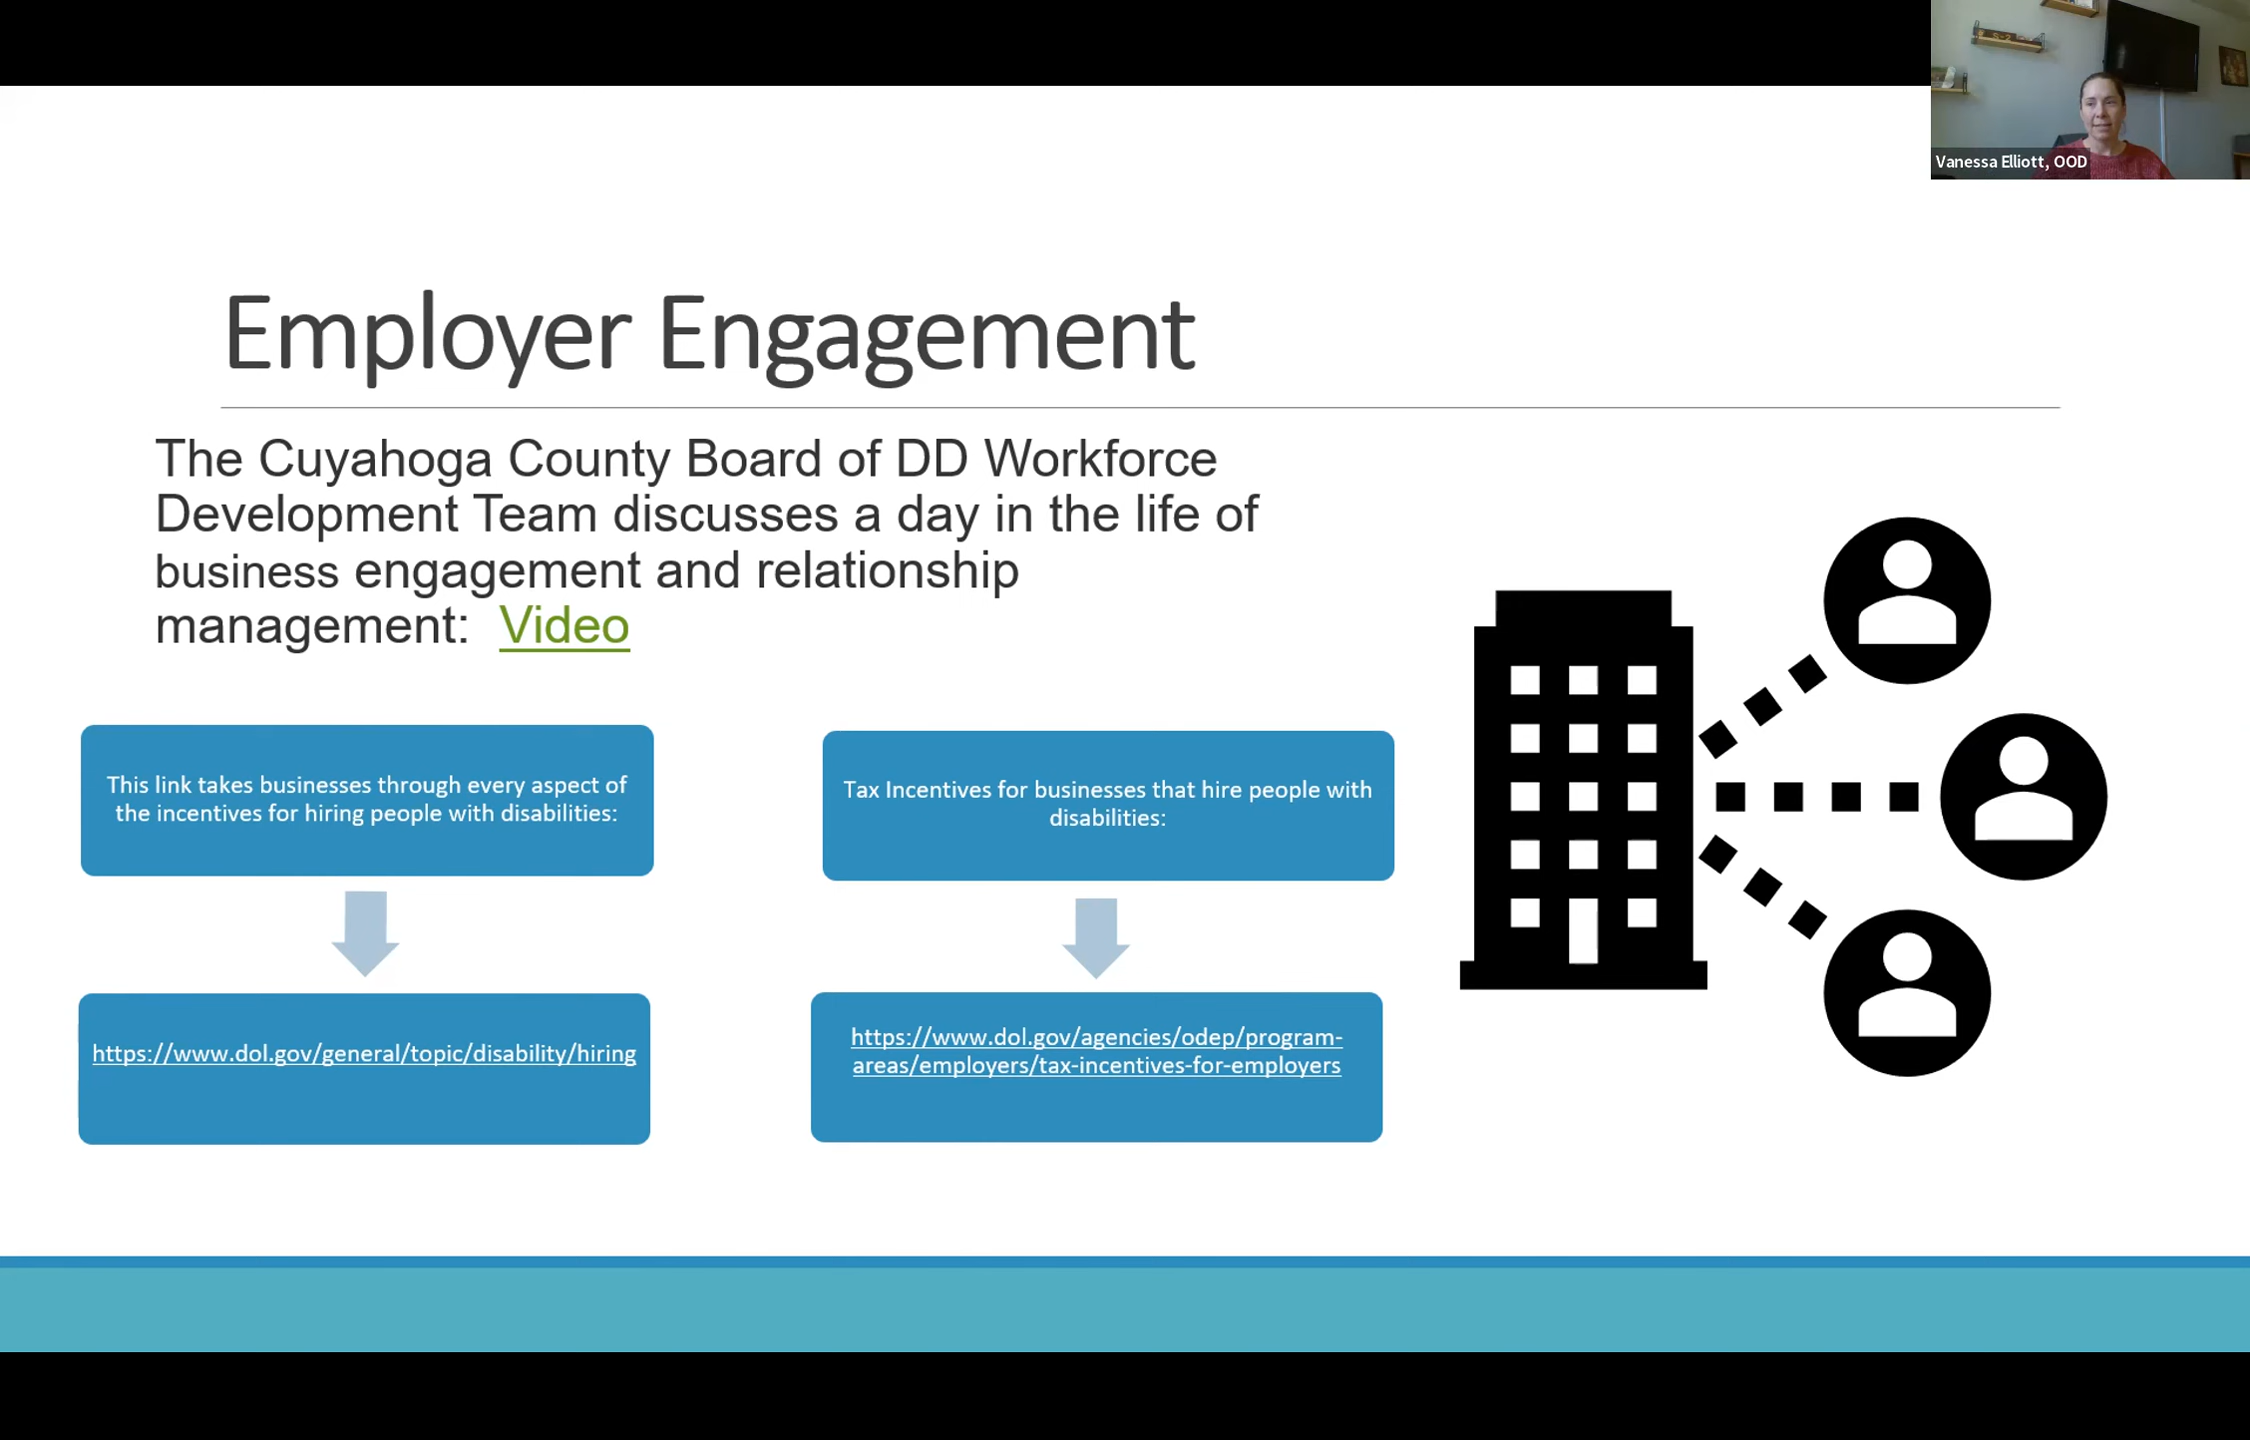 Vanessa Elliott, OOD
Employer Engagement
The Cuyahoga County Board of DD Workforce
Development Team discusses a day in the life of
business engagement and relationship
management: Video
This link takes businesses through every aspect of
the incentives for hiring people with disabilities:
https://www.dol.gov/general/topic/disability/hiring
Tax Incentives for businesses that hire people with
disabilities:
https://www.dol.gov/agencies/odep/program-
areas/employers/tax-incentives-for-employers